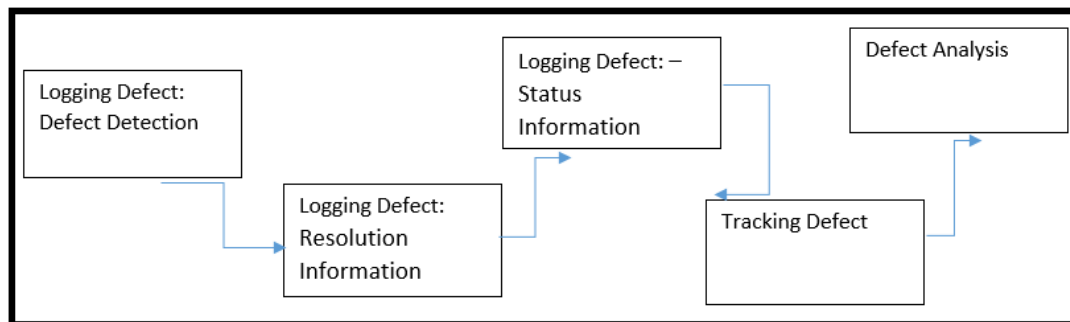 Logging Defect:
Defect Detection
Logging Defect:
Resolution
Information
Logging Defect: –
Status
Information
Tracking Defect
Defect Analysis